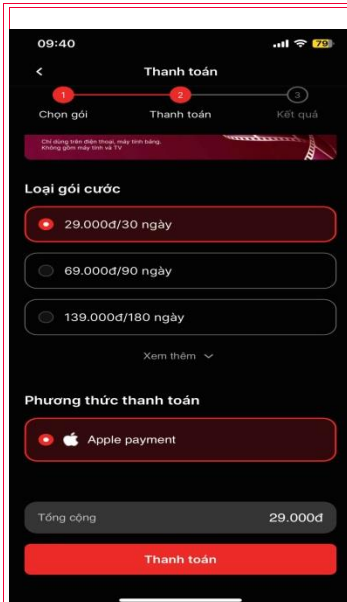 09:40
79
Thanh toán
1
2
3
Chọn gói
Thanh toán
Kết quả
Chỉ dùng trên điện thoại, máy tính bảng.
Không gồm máy tính và TV
Loại gói cước
29.000đ/30 ngày
69.000đ/90 ngày
139.000đ/180 ngày
Xem thêm
Phương thức thanh toán
Apple payment
Tổng cộng
29.000đ
Thanh toán